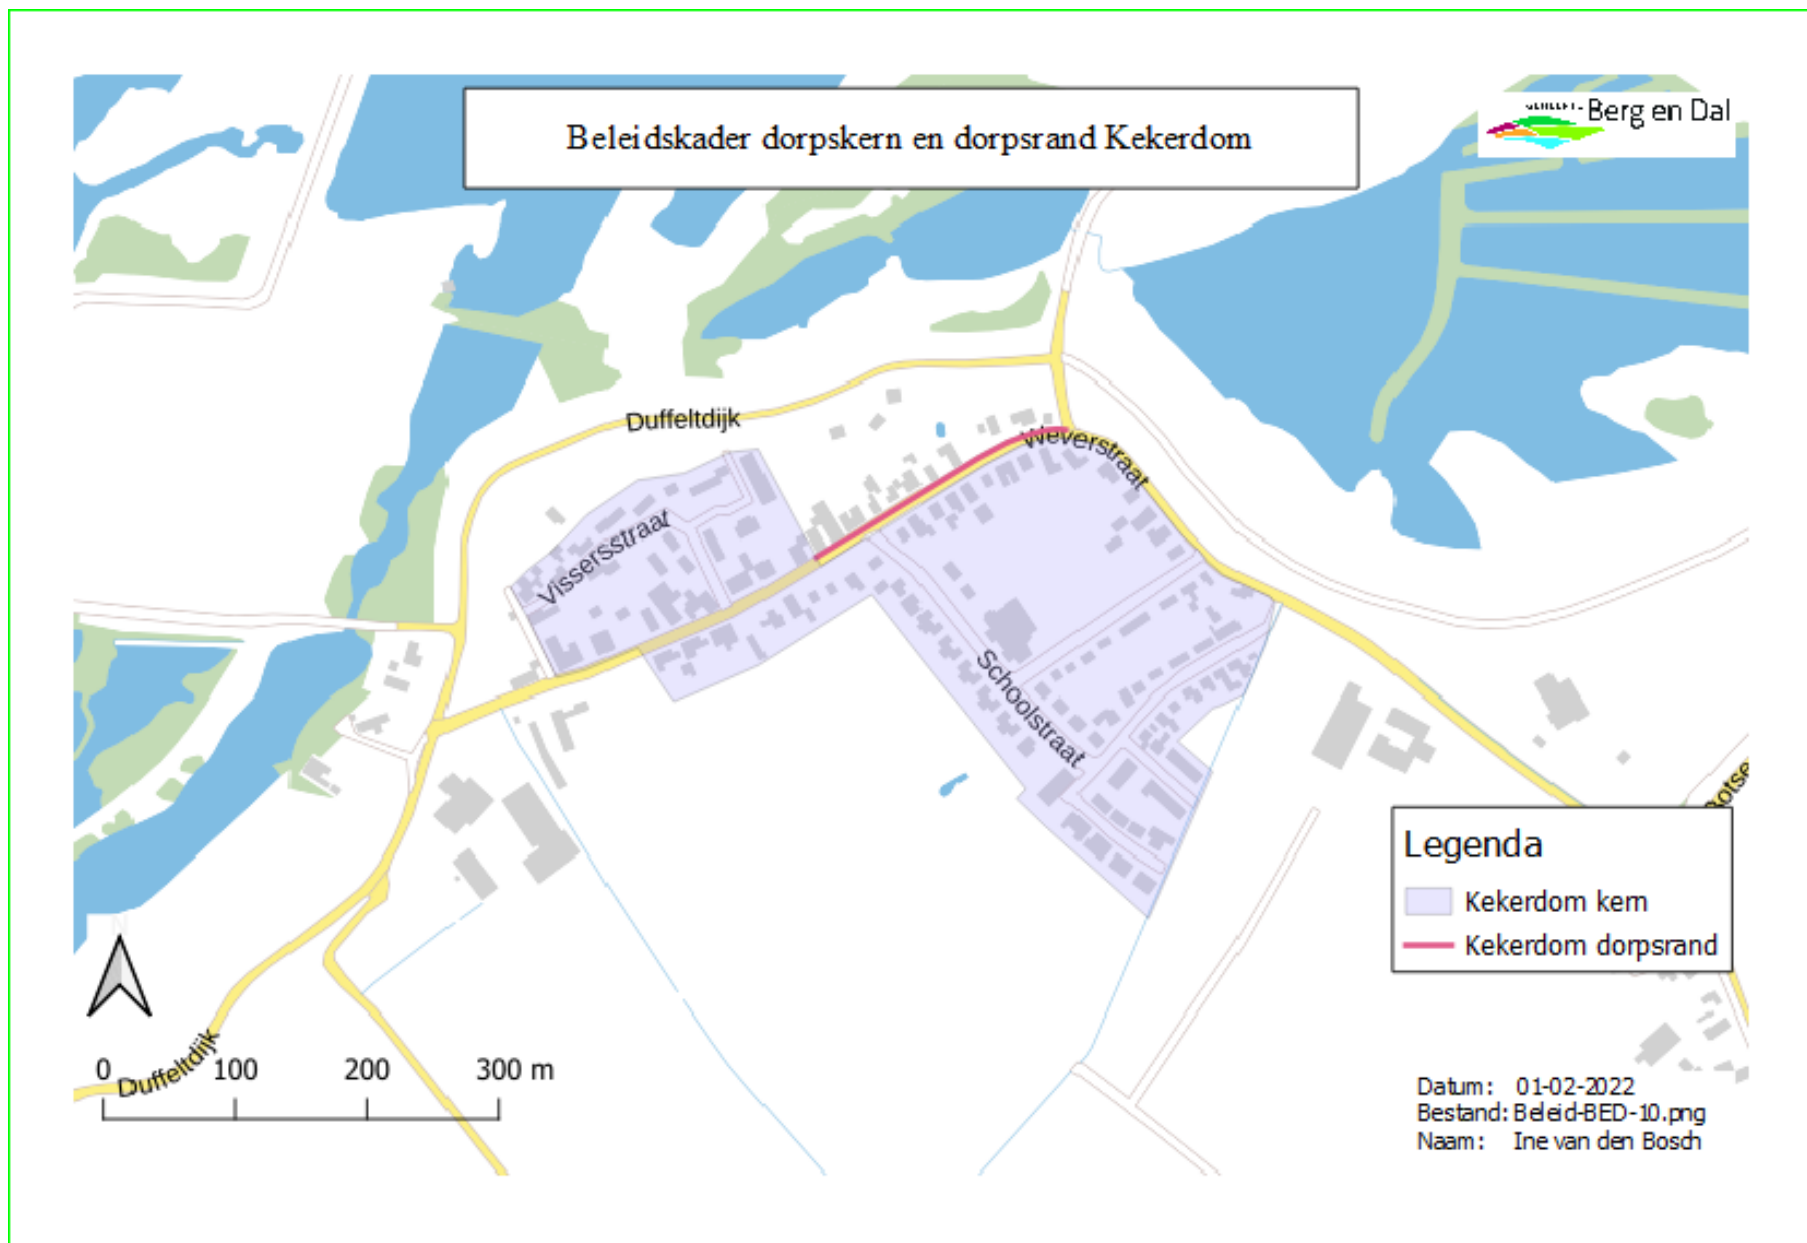 Beleidskader dorpskern en dorpsrand Kekerdom
Berg en Dal
Duffeltdijk
Weverstraat
Vissersstraat
Schoolstraat
Legenda
Kekerdom kern
Kekerdom dorpsrand
0 100 200 300 m
Duffeltdijk
Datum: 01-02-2022
Bestand: Beleid-BED-10.png
Naam: Ine van den Bosch